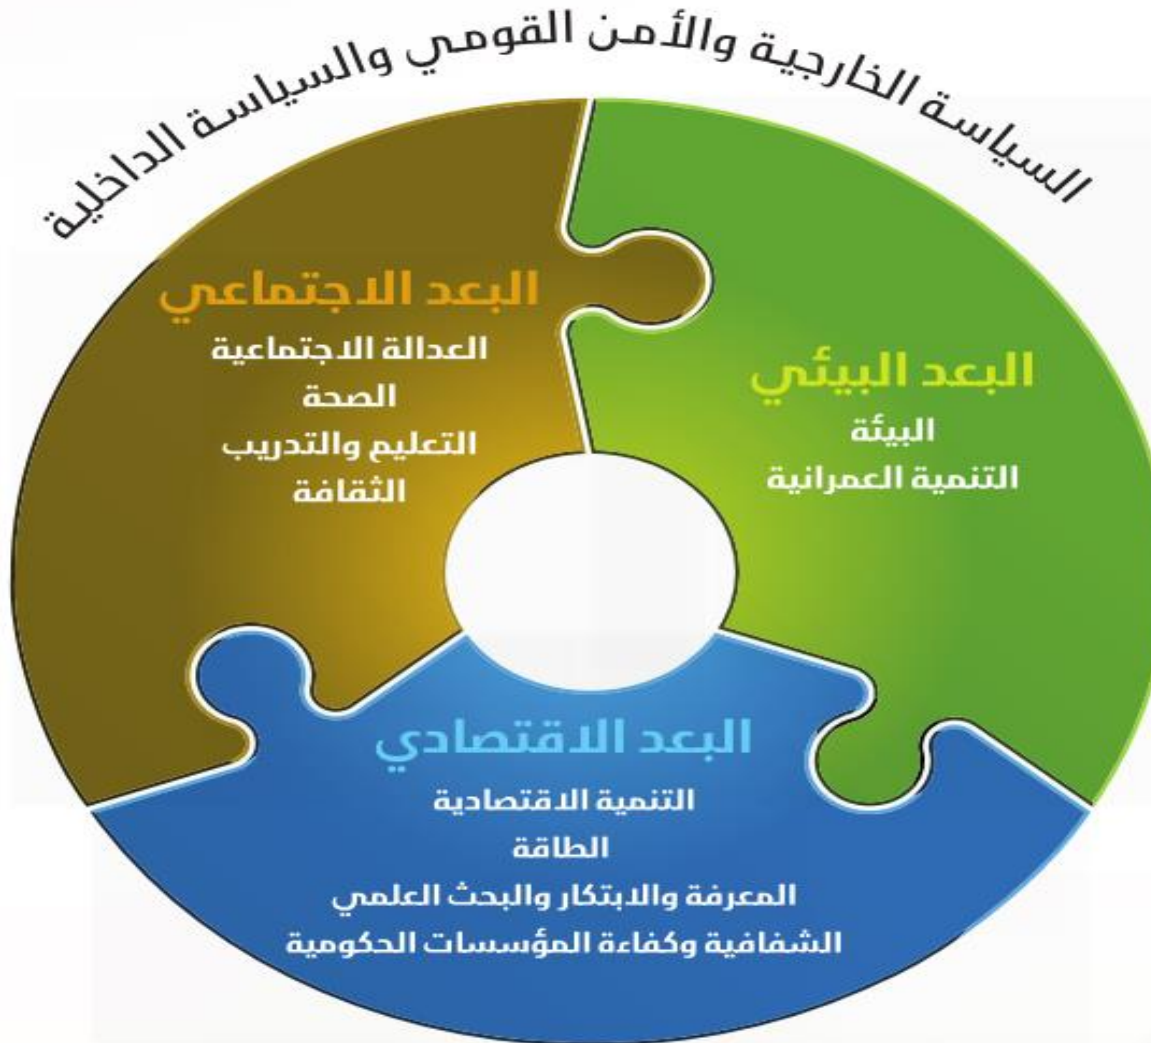 السياسة الخارجية والأمن القومي والسياسة الداخلية
البعد الاجتماعي
العدالة الاجتماعية
الصحة
التعليم والتدريب
الثقافة
البعد البيئي
البيئة
التنمية العمرانية
البعد الاقتصادي
التنمية الاقتصادية
الطاقة
المعرفة والابتكار والبحث العلمي
الشفافية وكفاءة المؤسسات الحكومية